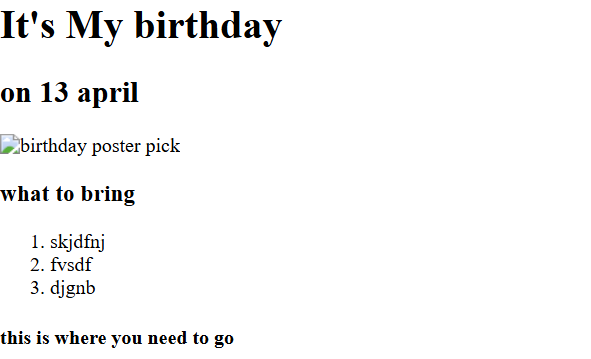 It's My birthday
on 13 april
birthday poster pick
what to bring
1. skjdfnj
2. fvsdf
3. djgnb
this is where you need to go